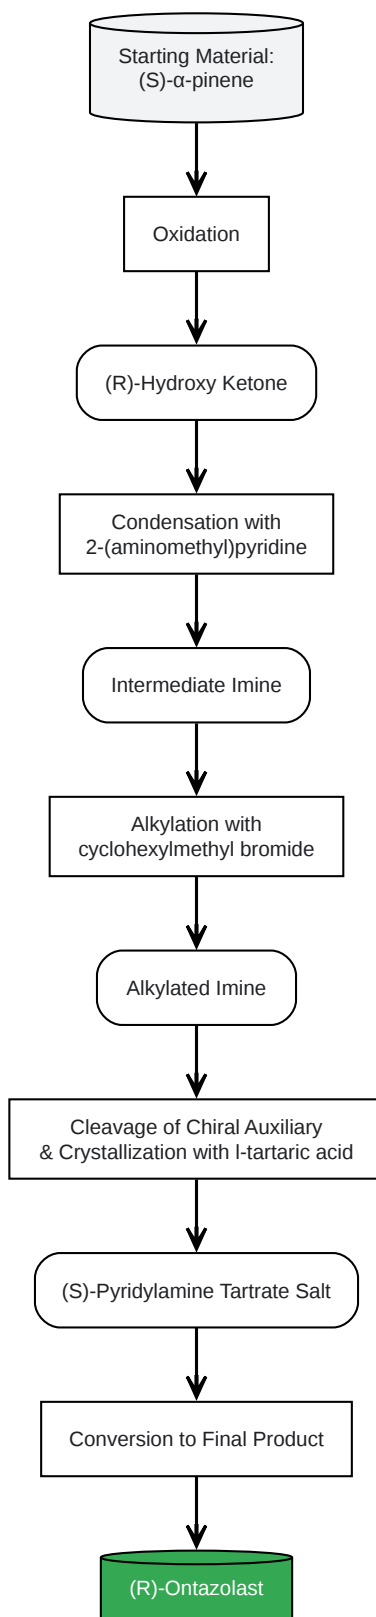 Starting Material:
(S)-α-pinene
Oxidation
(R)-Hydroxy Ketone
Condensation with
2-(aminomethyl)pyridine
Intermediate Imine
Alkylation with
cyclohexylmethyl bromide
Alkylated Imine
Cleavage of Chiral Auxiliary
& Crystallization with l-tartaric acid
(S)-Pyridylamine Tartrate Salt
Conversion to Final Product
(R)-Ontazolast